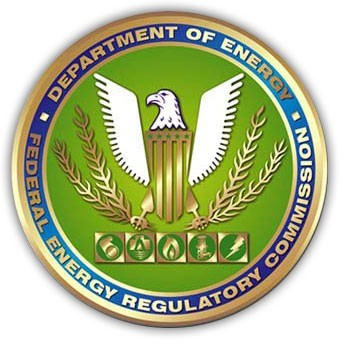 DEPARTMENT OF ENERGY
FEDERAL ENERGY REGULATORY COMMISSION